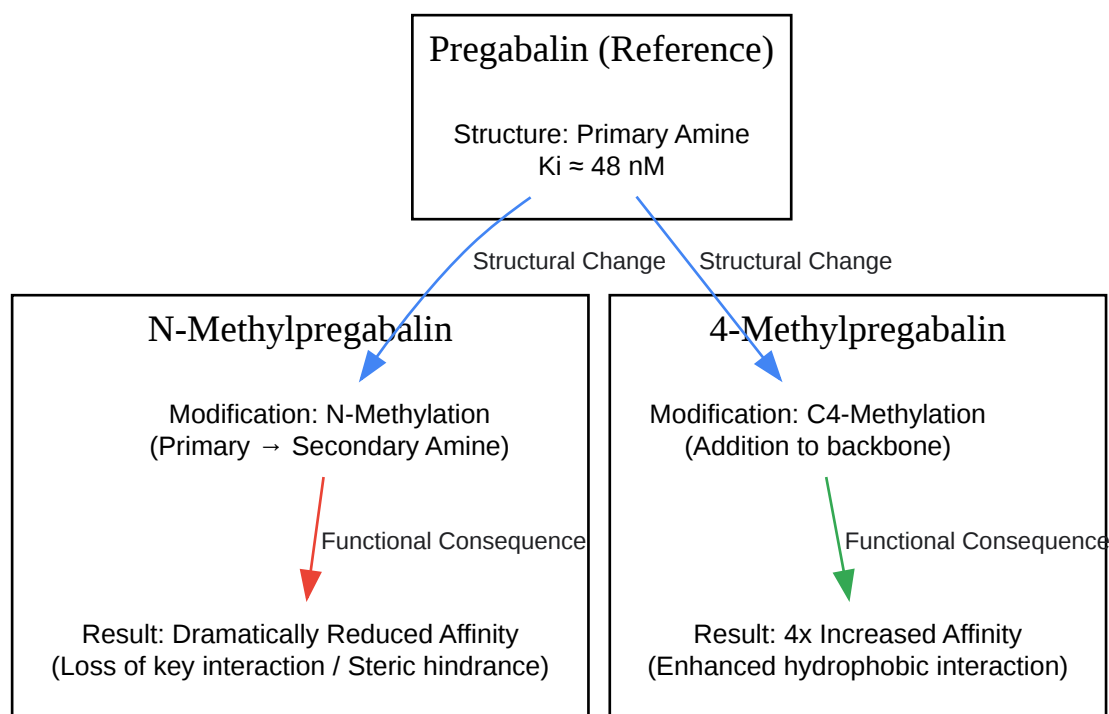 Pregabalin (Reference)
Structure: Primary Amine
Ki ≈ 48 nM
Structural Change
Structural Change
N-Methylpregabalin
Modification: N-Methylation
(Primary → Secondary Amine)
Functional Consequence
Result: Dramatically Reduced Affinity
(Loss of key interaction / Steric hindrance)
4-Methylpregabalin
Modification: C4-Methylation
(Addition to backbone)
Functional Consequence
Result: 4x Increased Affinity
(Enhanced hydrophobic interaction)